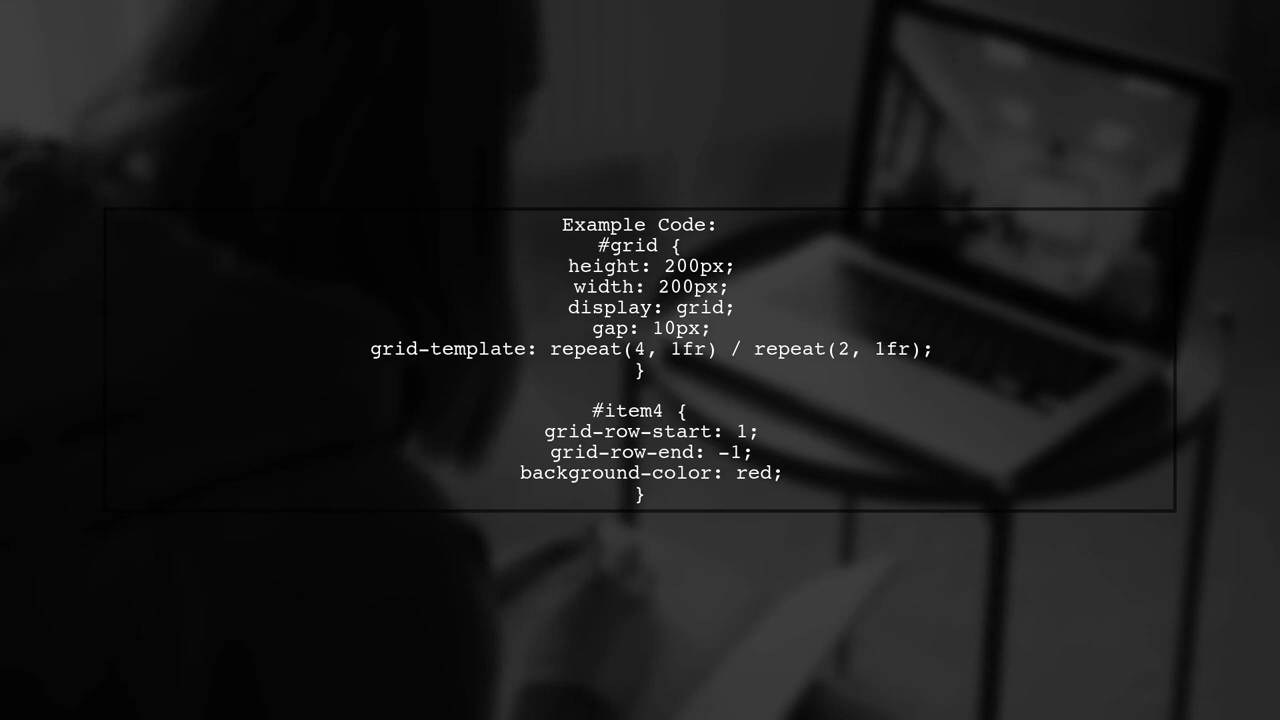 Example Code:
#grid {
height: 200px;
width: 200px;
display: grid;
gap: 10px;
grid-template: repeat(4, 1fr) / repeat(2, 1fr);
}
#item4 {
grid-row-start: 1;
grid-row-end: -1;
background-color: red;
}